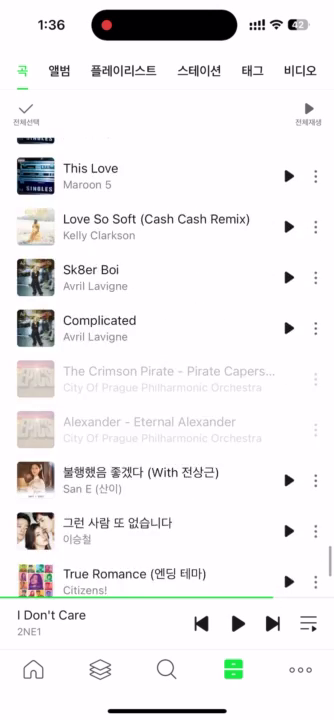 1:36
42
곡 앨범 플레이리스트 스테이션 태그 비디오
전체선택 전체재생
SINGLES
This Love
Maroon 5
Love So Soft (Cash Cash Remix)
Kelly Clarkson
Sk8er Boi
Avril Lavigne
Complicated
Avril Lavigne
The Crimson Pirate - Pirate Capers...
City Of Prague Philharmonic Orchestra
Alexander - Eternal Alexander
City Of Prague Philharmonic Orchestra
불행했음 좋겠다 (With 전상근)
San E (산이)
그런 사람 또 없습니다
이승철
True Romance (엔딩 테마)
Citizens!
I Don't Care
2NE1